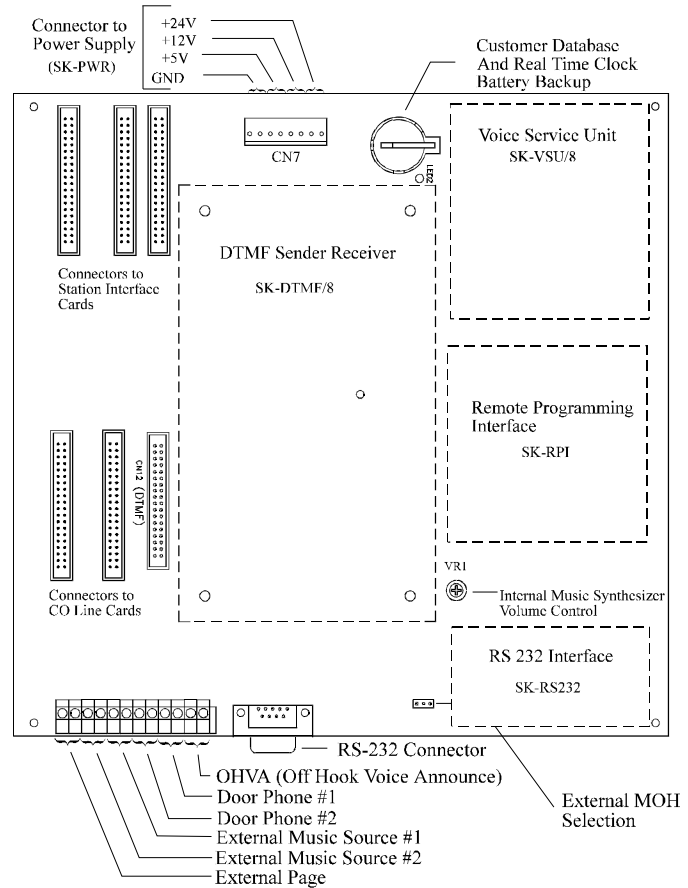 Connector to
Power Supply
(SK-PWR)
+24V
+12V
+5V
GND
Customer Database
And Real Time Clock
Battery Backup
CN7
LED2
Voice Service Unit
SK-VSU/8
DTMF Sender Receiver
SK-DTMF/8
Connectors to
Station Interface
Cards
Remote Programming
Interface
SK-RPI
CN12 (DTMF)
Connectors to
CO Line Cards
VR1
Internal Music Synthesizer
Volume Control
RS 232 Interface
SK-RS232
RS-232 Connector
OHVA (Off Hook Voice Announce)
Door Phone #1
Door Phone #2
External Music Source #1
External Music Source #2
External Page
External MOH
Selection